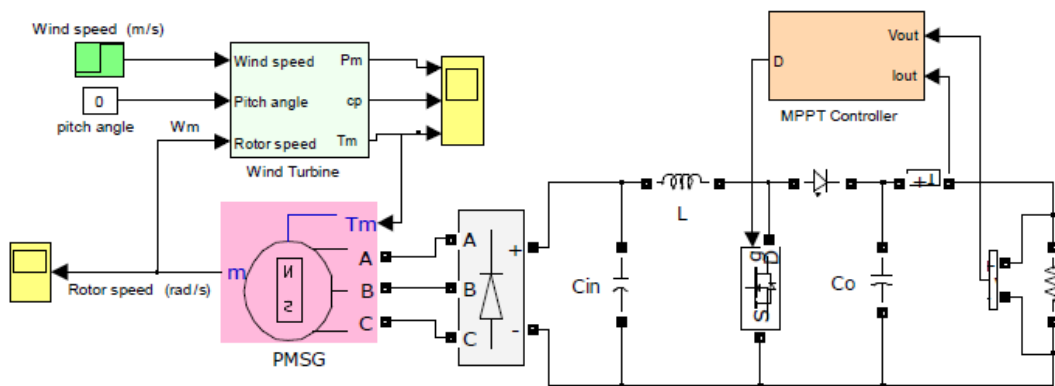 Wind speed  (m/s)
Wind speed
Pitch angle
Rotor speed
Pm
cp
Tm
0
pitch angle
Wm
Wind Turbine
Vout
Iout
D
MPPT Controller
Tm
m
N
S
A
B
C
PMSG
Rotor speed  (rad/s)
A
B
C
+
-
Cin
L
D
g
S
Co
+